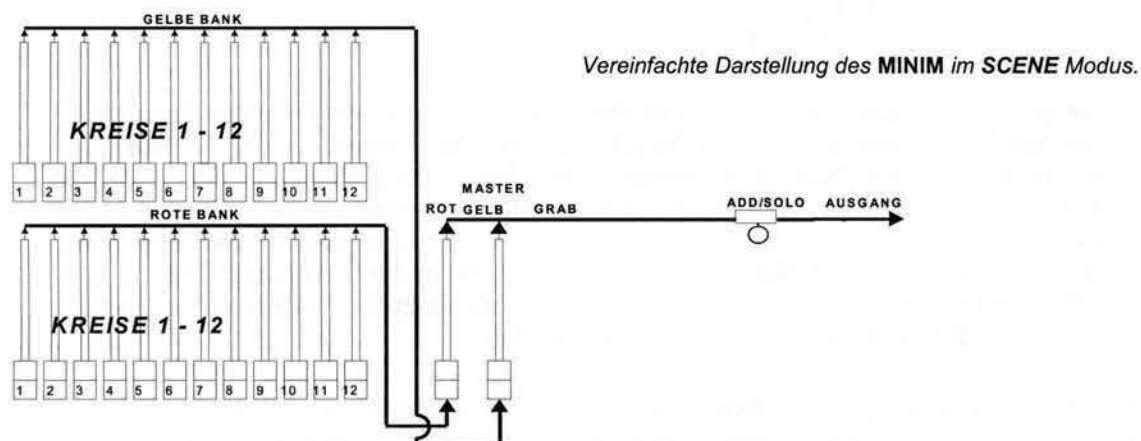 GELBE BANK
Vereinfachte Darstellung des MINIM im SCENE Modus.
KREISE 1 - 12
1 2 3 4 5 6 7 8 9 10 11 12
ROTE BANK
MASTER
ROT GELB GRAB ADD/SOLO AUSGANG
KREISE 1 - 12
1 2 3 4 5 6 7 8 9 10 11 12